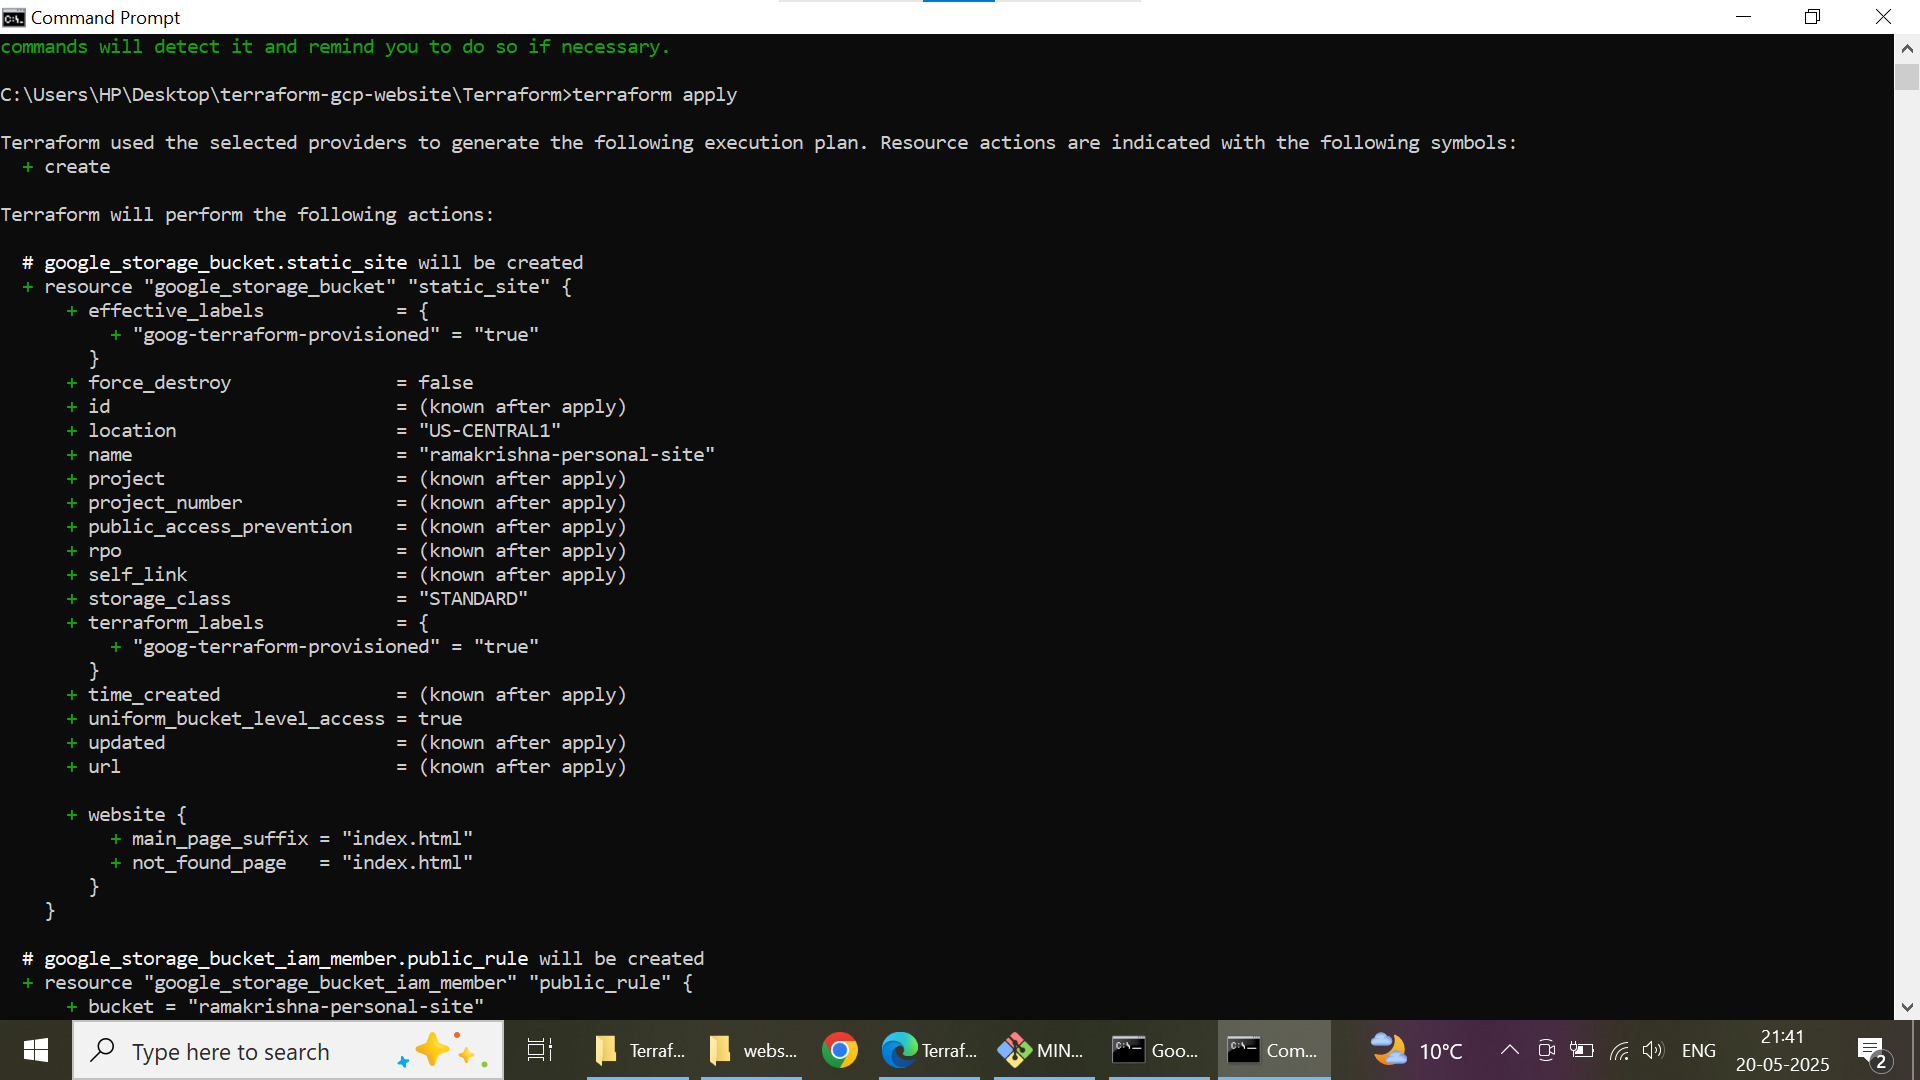 Command Prompt
commands will detect it and remind you to do so if necessary.
C:\Users\HP\Desktop\terraform-gcp-website\Terraform>terraform apply
Terraform used the selected providers to generate the following execution plan. Resource actions are indicated with the following symbols:
  + create
Terraform will perform the following actions:
  # google_storage_bucket.static_site will be created
  + resource "google_storage_bucket" "static_site" {
      + effective_labels            = {
          + "goog-terraform-provisioned" = "true"
        }
      + force_destroy               = false
      + id                          = (known after apply)
      + location                    = "US-CENTRAL1"
      + name                        = "ramakrishna-personal-site"
      + project                     = (known after apply)
      + project_number              = (known after apply)
      + public_access_prevention    = (known after apply)
      + rpo                         = (known after apply)
      + self_link                   = (known after apply)
      + storage_class               = "STANDARD"
      + terraform_labels            = {
          + "goog-terraform-provisioned" = "true"
        }
      + time_created                = (known after apply)
      + uniform_bucket_level_access = true
      + updated                     = (known after apply)
      + url                         = (known after apply)
      + website {
          + main_page_suffix = "index.html"
          + not_found_page   = "index.html"
        }
    }
  # google_storage_bucket_iam_member.public_rule will be created
  + resource "google_storage_bucket_iam_member" "public_rule" {
      + bucket = "ramakrishna-personal-site"
Type here to search
Terraf...
webs...
Terraf...
MIN...
Goo...
Com...
10°C
ENG
21:41
20-05-2025
2